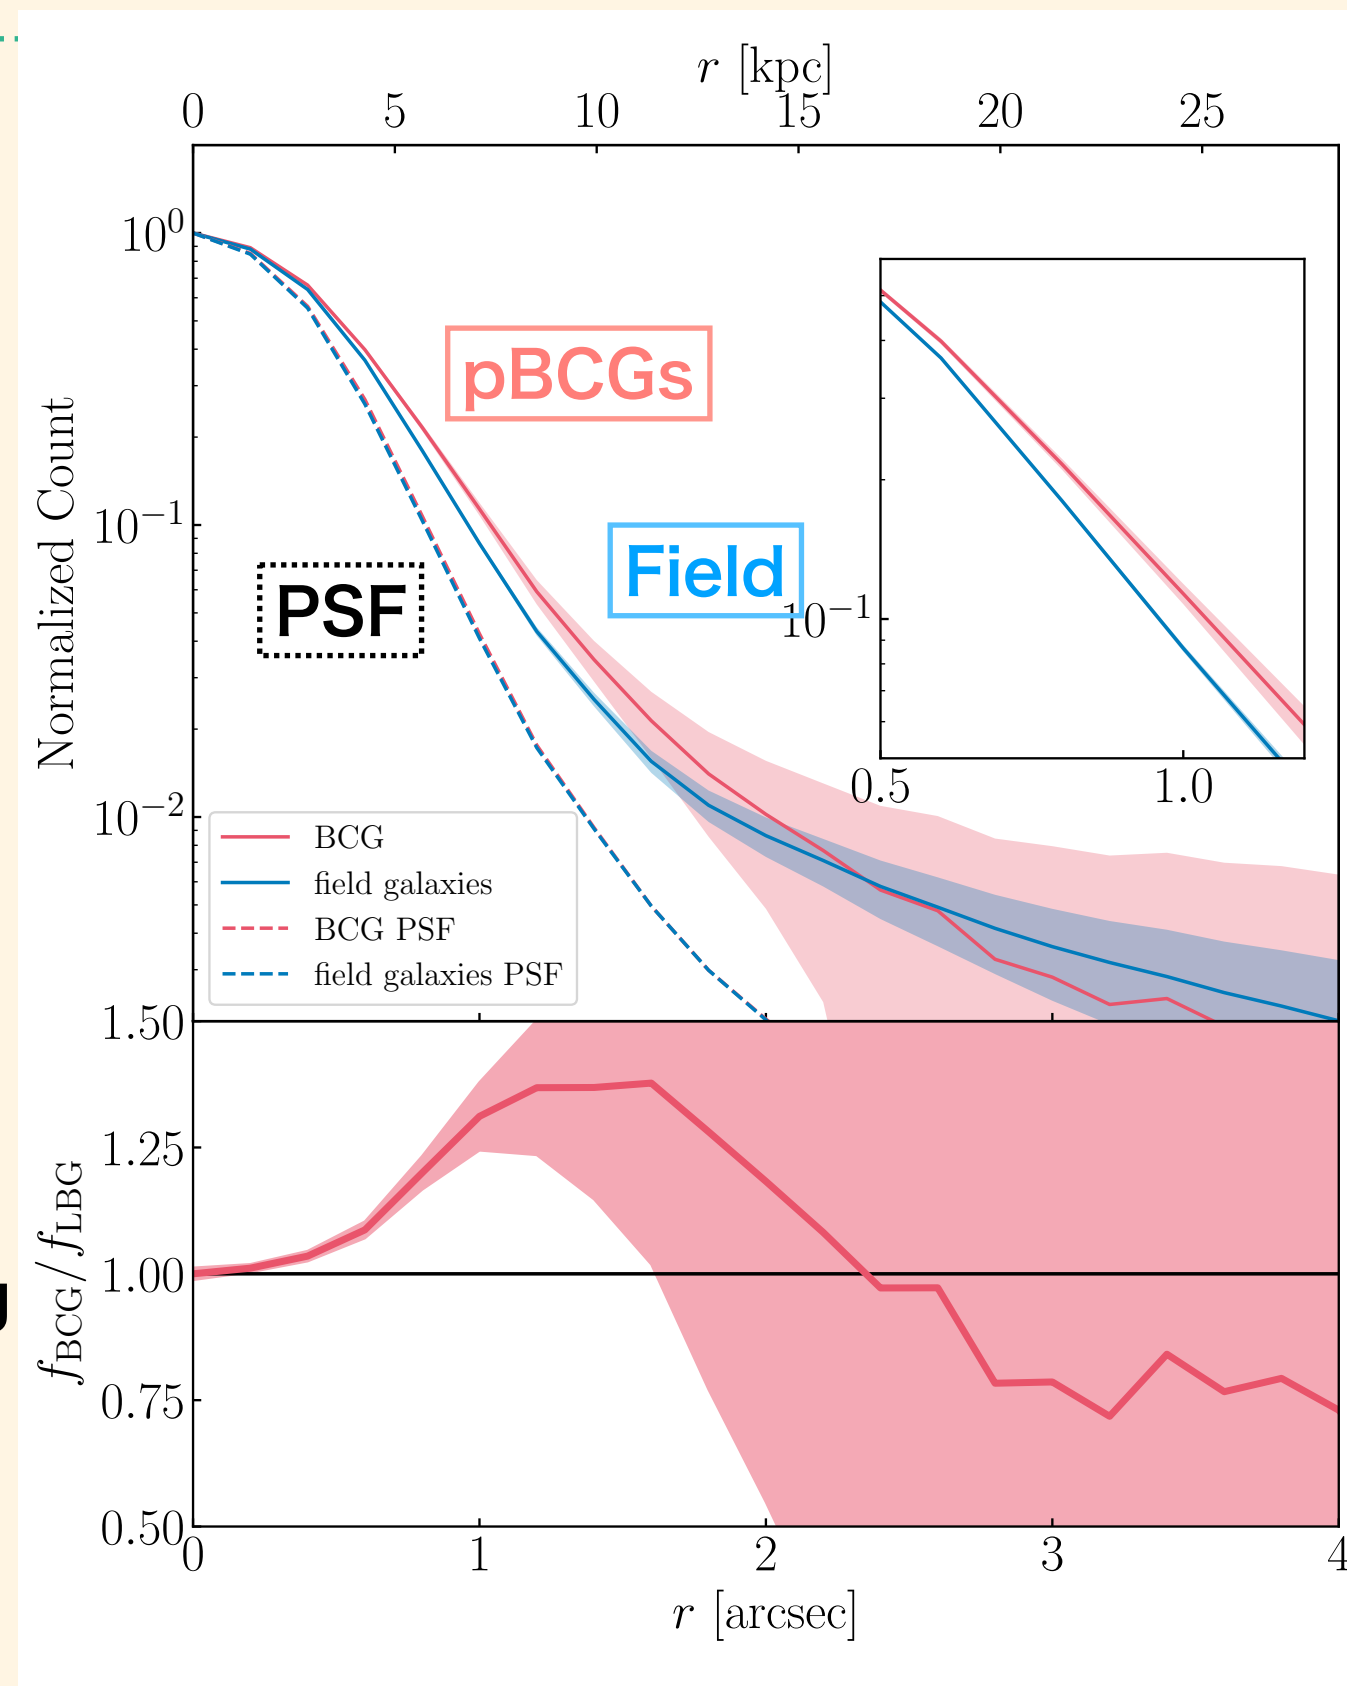 r [kpc]
0 5 10 15 20 25
10⁰
10⁻¹
10⁻²
Normalized Count
pBCGs
Field
PSF
10⁻¹
0.5 1.0
BCG
field galaxies
BCG PSF
field galaxies PSF
1.50
1.25
1.00
0.75
0.50
f_BCG/f_LBG
0 1 2 3 4
r [arcsec]